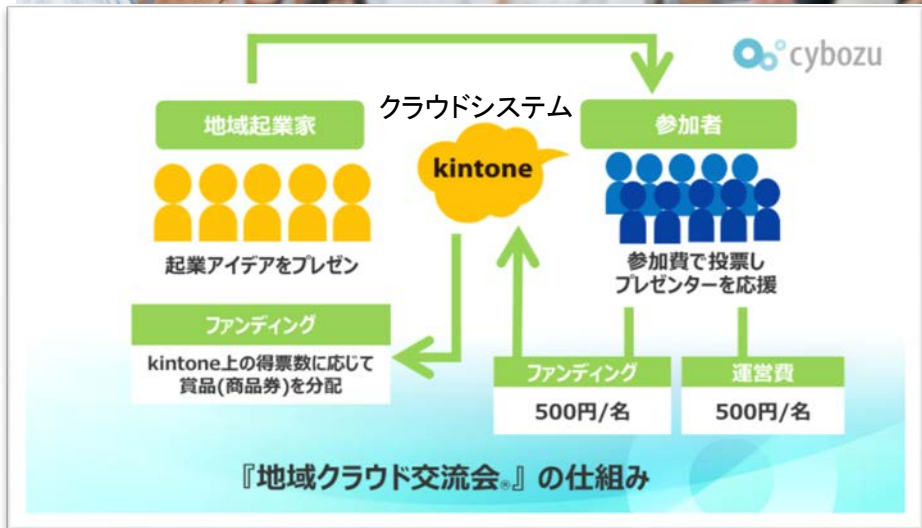 cybozu
地域起業家
クラウドシステム
参加者
kintone
起業アイデアをプレゼン
参加費で投票し
プレゼンターを応援
ファンディング
kintone上の得票数に応じて
賞品(商品券)を分配
ファンディング
500円/名
運営費
500円/名
『地域クラウド交流会®』の仕組み